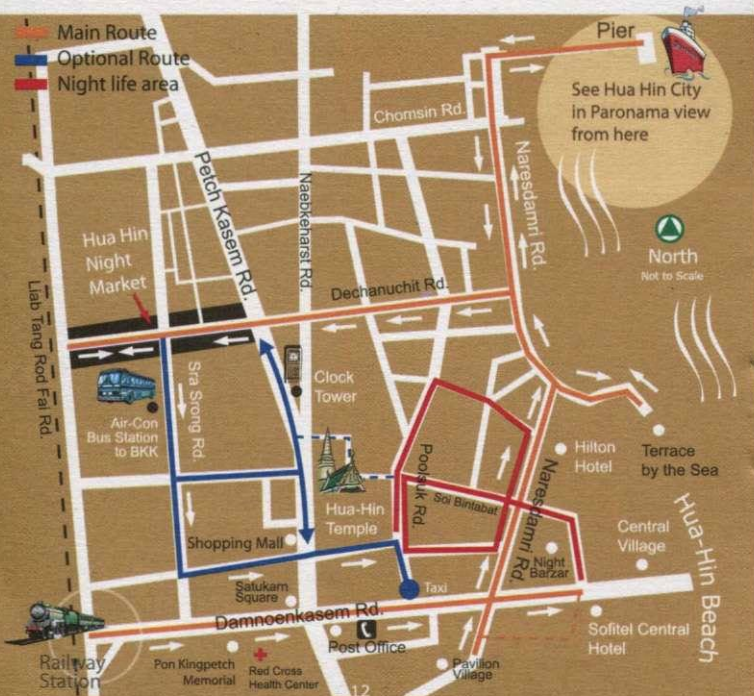 Main Route
Optional Route
Night life area
Pier
See Hua Hin City
in Paronama view
from here
Chomsin Rd.
Naresdamri Rd.
Petch Kasem Rd.
Naebkeharst Rd.
North
Not to Scale
Hua Hin
Night
Market
Dechanuchit Rd.
Liab Tang Rod Fai Rd.
Sra Srong Rd.
Clock
Tower
Air-Con
Bus Station
to BKK
Poolsuk Rd.
Soi Bintabat
Naresdamri Rd.
Hilton
Hotel
Terrace
by the Sea
Hua-Hin
Temple
Shopping Mall
Night
Barzar
Central
Village
Hua-Hin Beach
Satukarn
Square
Taxi
Damnoenkasem Rd.
Post Office
Sofitel Central
Hotel
Railway
Station
Pon Kingpetch
Memorial
Red Cross
Health Center
Pavilion
Village
12